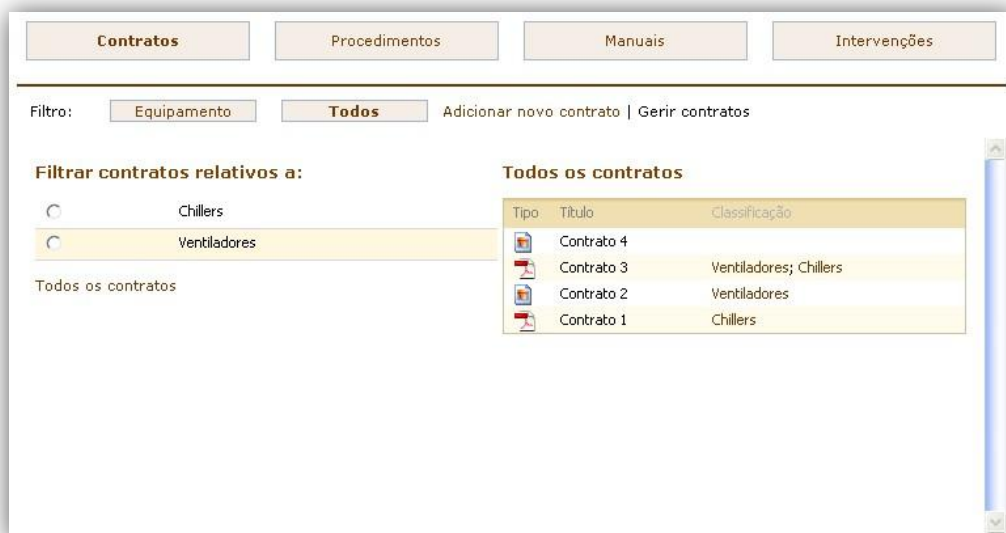 Contratos Procedimentos Manuais Intervenções
Filtro: Equipamento Todos Adicionar novo contrato | Gerir contratos
Filtrar contratos relativos a:
Chillers
Ventiladores
Todos os contratos
Todos os contratos
Tipo Título Classificação
Contrato 4
Contrato 3 Ventiladores; Chillers
Contrato 2 Ventiladores
Contrato 1 Chillers